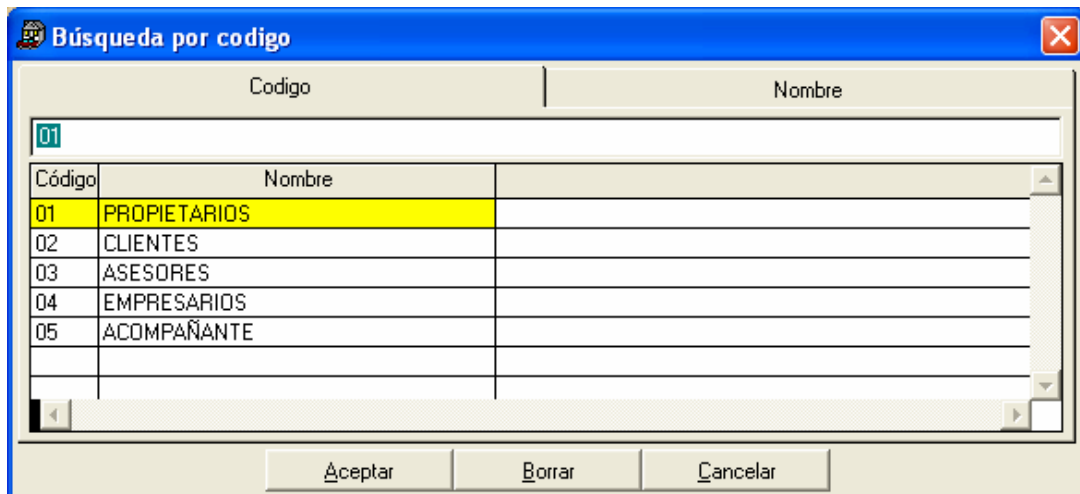 Búsqueda por codigo
Codigo Nombre
01
Código Nombre
01 PROPIETARIOS
02 CLIENTES
03 ASESORES
04 EMPRESARIOS
05 ACOMPAÑANTE
Aceptar Borrar Cancelar